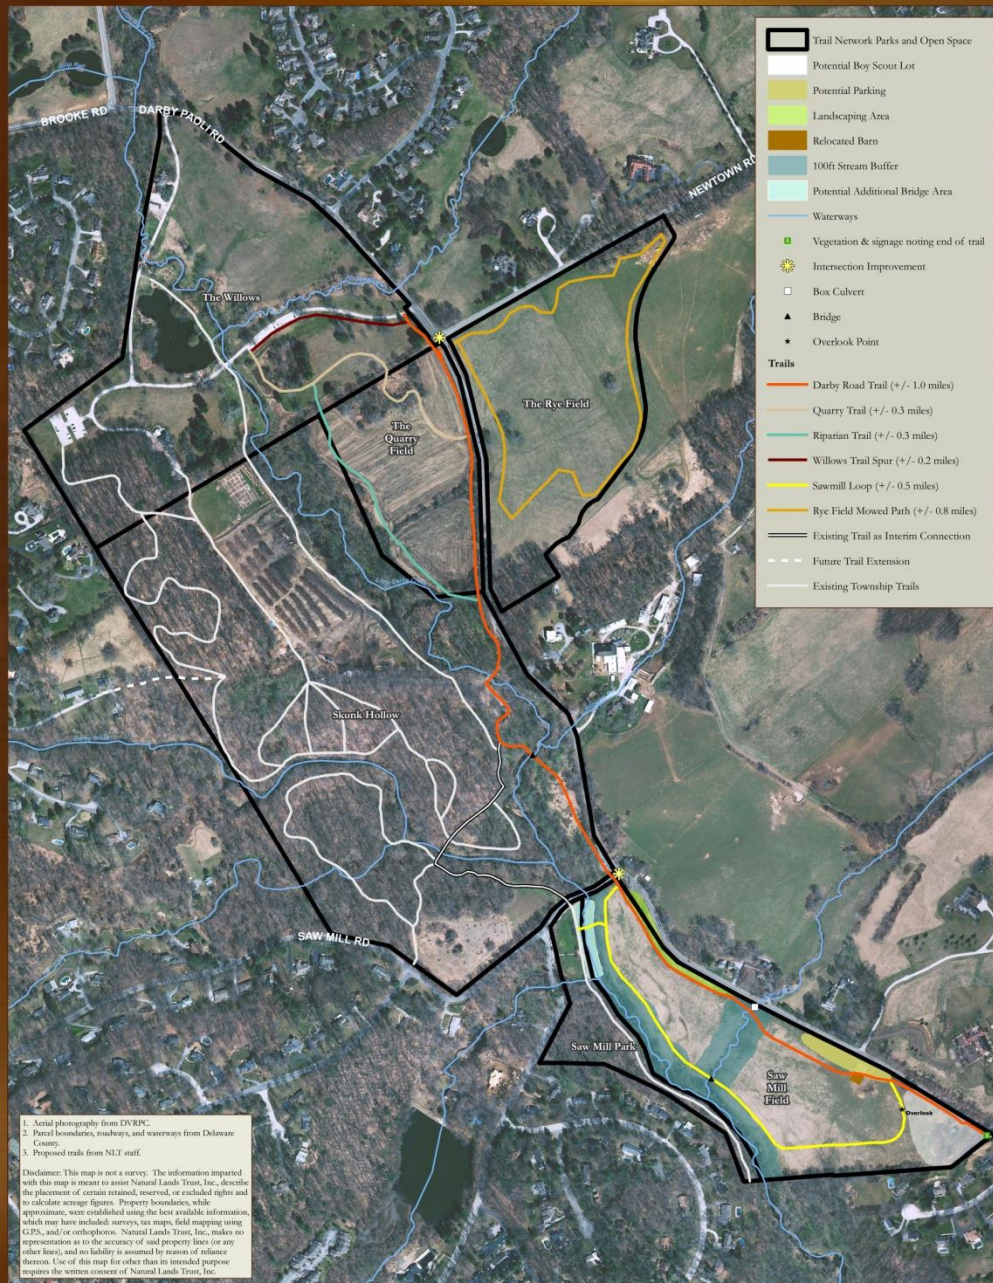 Trail Network Parks and Open Space
Potential Boy Scout Lot
Potential Parking
Landscaping Area
Relocated Barn
100ft Stream Buffer
Potential Additional Bridge Area
Waterways
Vegetation & signage noting end of trail
Intersection Improvement
Box Culvert
Bridge
Overlook Point
Trails
Darby Road Trail (+/- 1.0 miles)
Quarry Trail (+/- 0.3 miles)
Riparian Trail (+/- 0.3 miles)
Willows Trail Spur (+/- 0.2 miles)
Sawmill Loop (+/- 0.5 miles)
Rye Field Mowed Path (+/- 0.8 miles)
Existing Trail as Interim Connection
Future Trail Extension
Existing Township Trails
BROOKE RD
DARBY PAOLI RD
NEWTOWN RD
The Willows
The Rye Field
The
Quarry
Field
Skunk Hollow
SAW MILL RD
Saw Mill Park
Saw
Mill
Field
Overlook
1. Aerial photography from DVRPC.
2. Parcel boundaries, roadways, and waterways from Delaware
County.
3. Proposed trails from NLT staff.
Disclaimer: This map is not a survey. The information imparted
with this map is meant to assist Natural Lands Trust, Inc., describe
the placement of certain retained, reserved, or excluded rights and
to calculate acreage figures. Property boundaries, while
approximate, were established using the best available information,
which may have included: surveys, tax maps, field mapping using
G.P.S., and/or orthophotos. Natural Lands Trust, Inc., makes no
representation as to the accuracy of said property lines (or any
other lines), and no liability is assumed by reason of reliance
thereon. Use of this map for other than its intended purpose
requires the written consent of Natural Lands Trust, Inc.